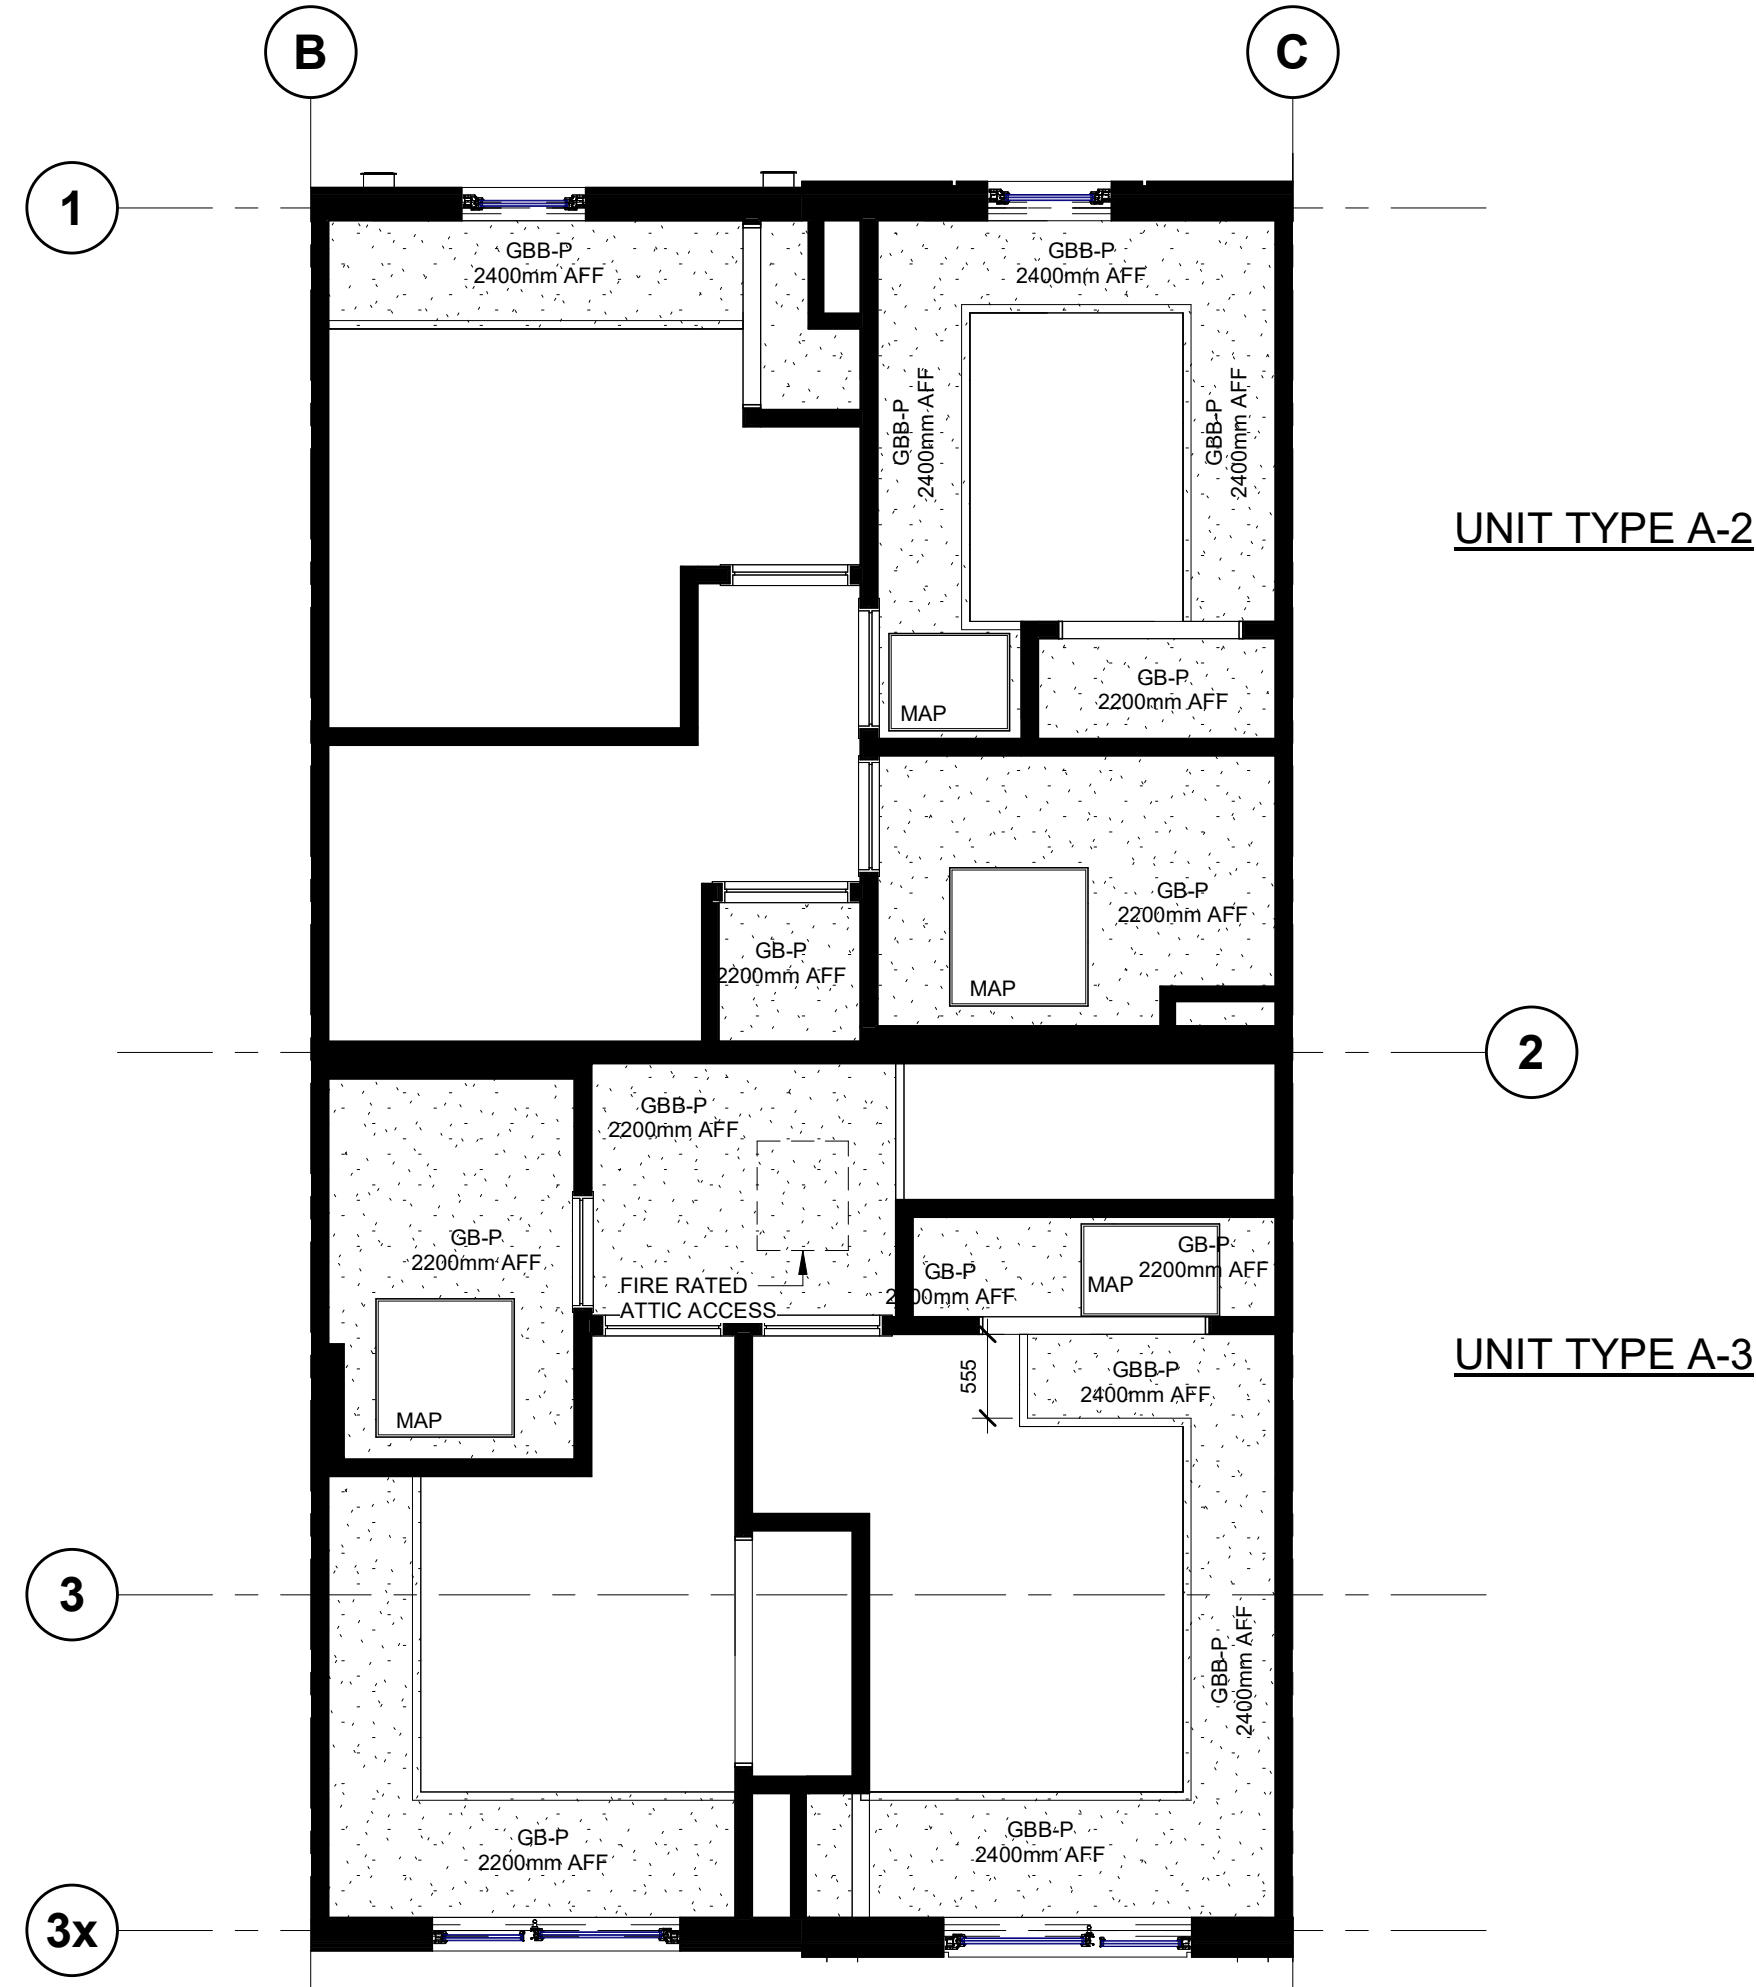 B
C
1
GBB-P
2400mm AFF
GBB-P
2400mm AFF
GBB-P
2400mm AFF
GBB-P
2400mm AFF
UNIT TYPE A-2
GB-P
2200mm AFF
MAP
GB-P
2200mm AFF
MAP
GB-P
2200mm AFF
2
GBB-P
2200mm AFF
GB-P
2200mm AFF
FIRE RATED
ATTIC ACCESS
GB-P
2200mm AFF
MAP
GB-P
2200mm AFF
UNIT TYPE A-3
555
GBB-P
2400mm AFF
MAP
3
GBB-P
2400mm AFF
GB-P
2200mm AFF
GBB-P
2400mm AFF
3x